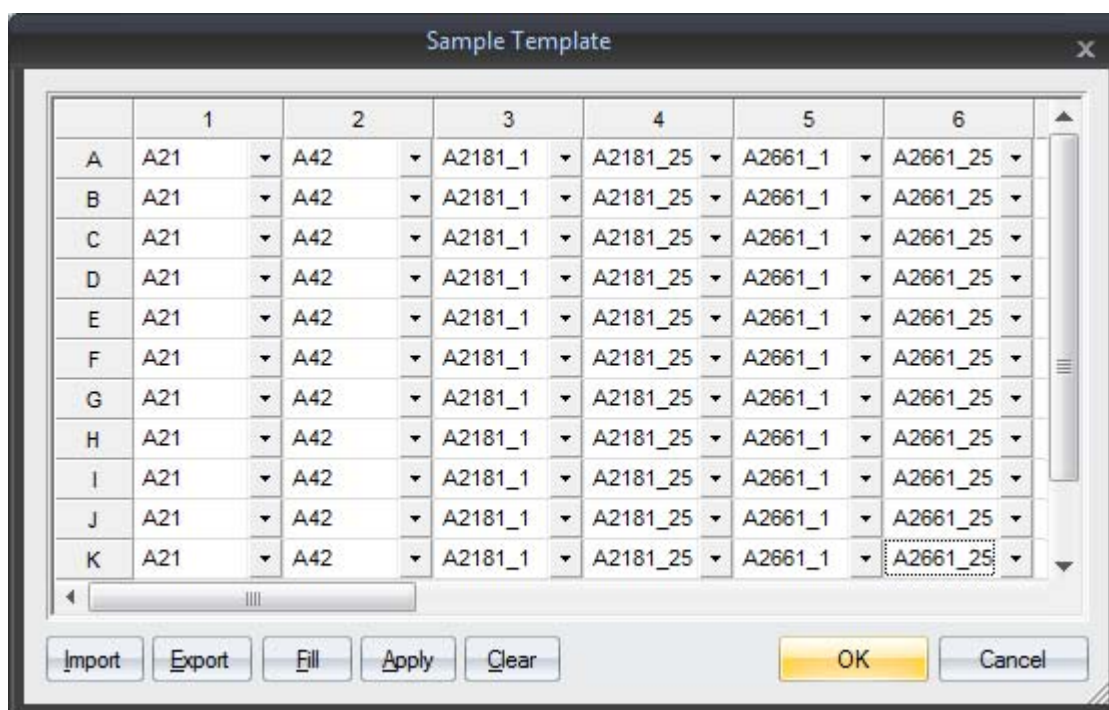 Sample Template x
1 2 3 4 5 6
A A21 A42 A2181_1 A2181_25 A2661_1 A2661_25
B A21 A42 A2181_1 A2181_25 A2661_1 A2661_25
C A21 A42 A2181_1 A2181_25 A2661_1 A2661_25
D A21 A42 A2181_1 A2181_25 A2661_1 A2661_25
E A21 A42 A2181_1 A2181_25 A2661_1 A2661_25
F A21 A42 A2181_1 A2181_25 A2661_1 A2661_25
G A21 A42 A2181_1 A2181_25 A2661_1 A2661_25
H A21 A42 A2181_1 A2181_25 A2661_1 A2661_25
I A21 A42 A2181_1 A2181_25 A2661_1 A2661_25
J A21 A42 A2181_1 A2181_25 A2661_1 A2661_25
K A21 A42 A2181_1 A2181_25 A2661_1 A2661_25
Import Export Fill Apply Clear OK Cancel